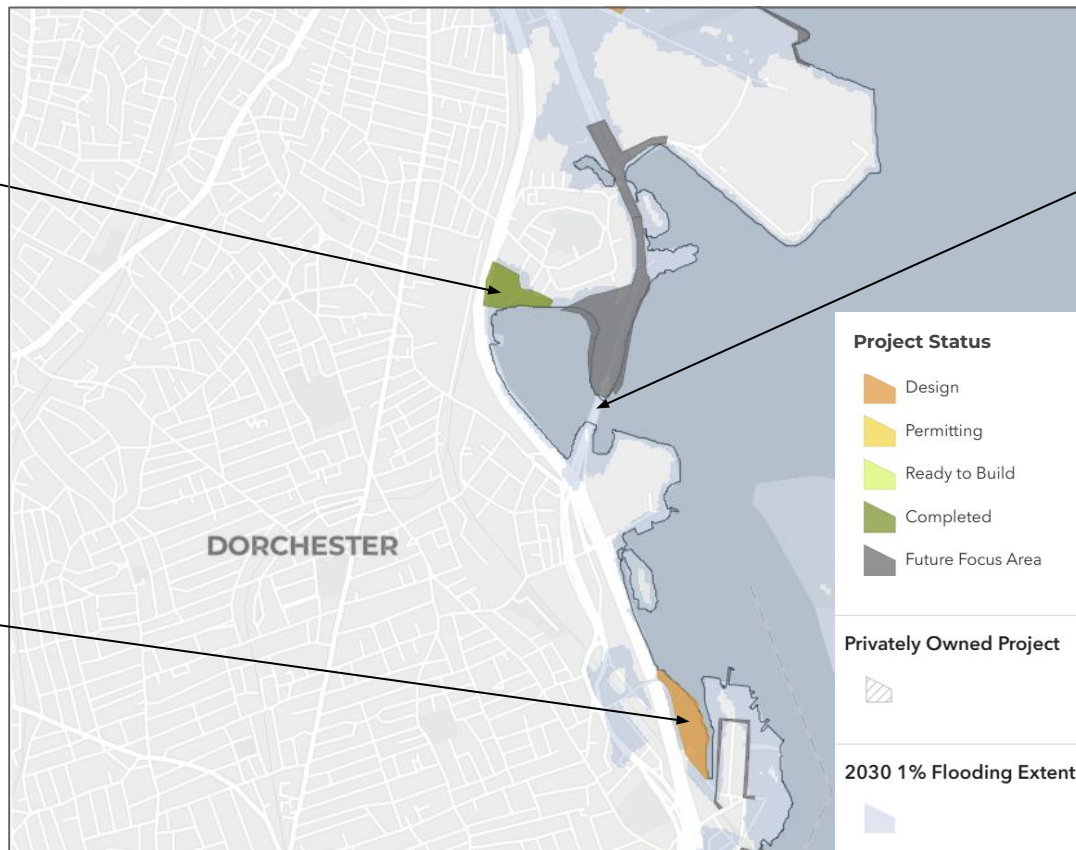 DORCHESTER
Project Status
Design
Permitting
Ready to Build
Completed
Future Focus Area
Privately Owned Project
2030 1% Flooding Extent